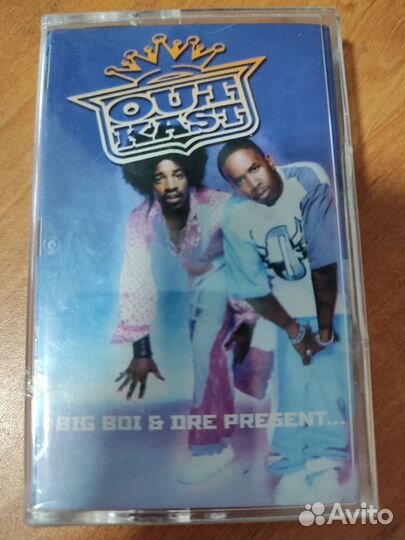 OUT
KAST
BIG BOI & DRE PRESENT...
Avito